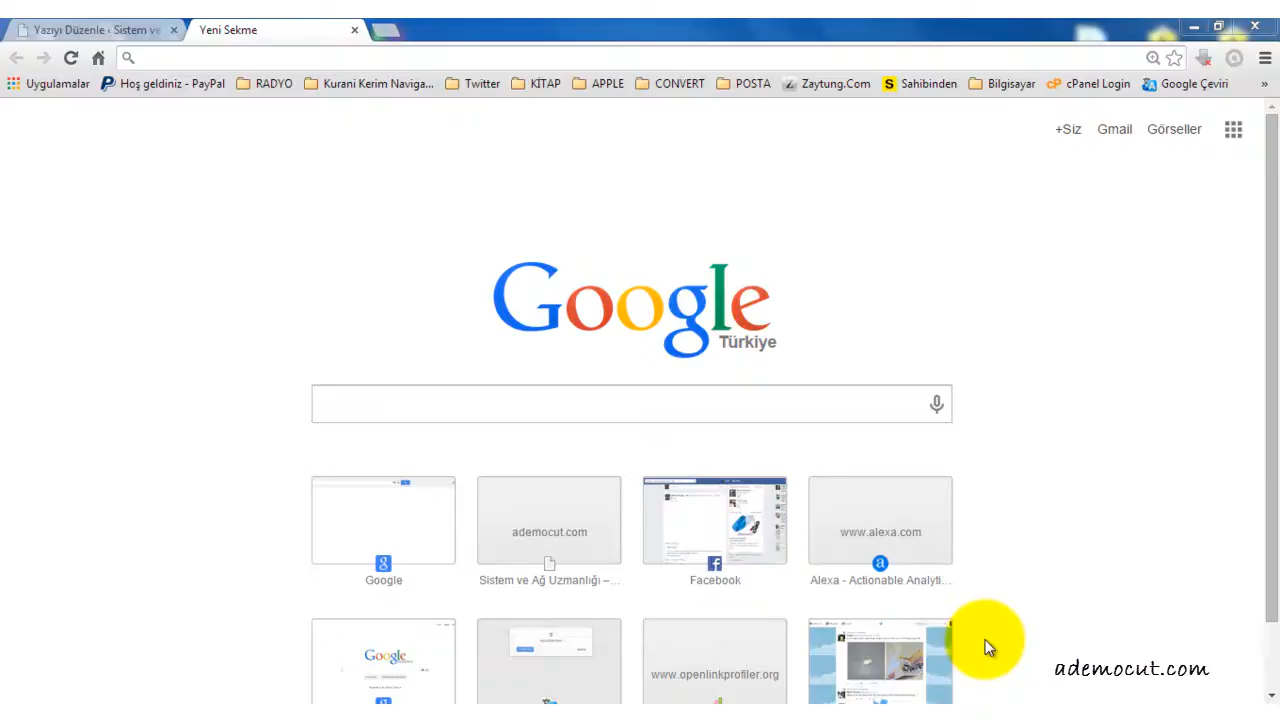 Yazıyı Düzenle ‹ Sistem ve
Yeni Sekme
Uygulamalar
Hoş geldiniz - PayPal
RADYO
Kurani Kerim Naviga...
Twitter
KİTAP
APPLE
CONVERT
POSTA
Zaytung.Com
Sahibinden
Bilgisayar
cPanel Login
Google Çeviri
»
+Siz Gmail Görseller
Google
Türkiye
ademocut.com
www.alexa.com
Google
Sistem ve Ağ Uzmanlığı –...
Facebook
Alexa - Actionable Analyti...
Google
www.openlinkprofiler.org
ademocut.com